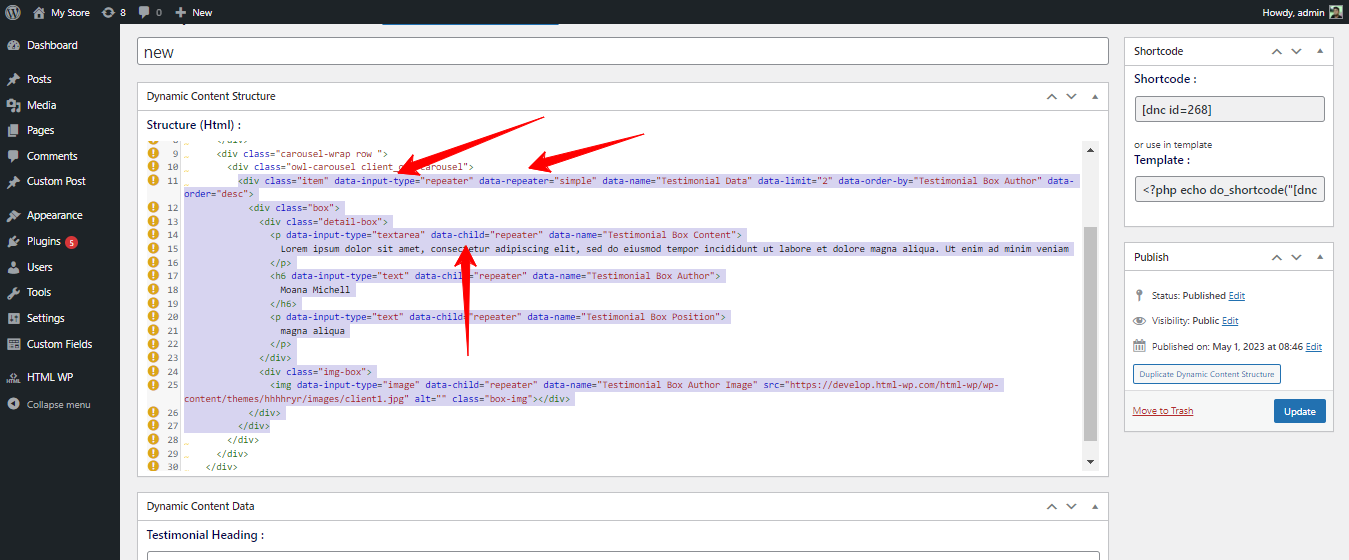 My Store
8
0
New
Howdy, admin
Dashboard
Posts
Media
Pages
Comments
Custom Post
Appearance
Plugins 5
Users
Tools
Settings
Custom Fields
HTML WP
Collapse menu
new
Dynamic Content Structure
Structure (Html) :
8 </div>
9 <div class="carousel-wrap row ">
10 <div class="owl-carousel client_ carousel">
11 <div class="item" data-input-type="repeater" data-repeater="simple" data-name="Testimonial Data" data-limit="2" data-order-by="Testimonial Box Author" data-
order="desc">
12 <div class="box">
13 <div class="detail-box">
14 <p data-input-type="textarea" data-child="repeater" data-name="Testimonial Box Content">
15 Lorem ipsum dolor sit amet, consectetur adipiscing elit, sed do eiusmod tempor incididunt ut labore et dolore magna aliqua. Ut enim ad minim veniam
16 </p>
17 <h6 data-input-type="text" data-child="repeater" data-name="Testimonial Box Author">
18 Moana Michell
19 </h6>
20 <p data-input-type="text" data-child="repeater" data-name="Testimonial Box Position">
21 magna aliqua
22 </p>
23 </div>
24 <div class="img-box">
25 <img data-input-type="image" data-child="repeater" data-name="Testimonial Box Author Image" src="https://develop.html-wp.com/html-wp/wp-
content/themes/hhhhryr/images/client1.jpg" alt="" class="box-img"></div>
26 </div>
27 </div>
28 </div>
29 </div>
30 </div>
Dynamic Content Data
Testimonial Heading :
Shortcode
Shortcode :
[dnc id=268]
or use in template
Template :
<?php echo do_shortcode("[dnc
Publish
Status: Published Edit
Visibility: Public Edit
Published on: May 1, 2023 at 08:46 Edit
Duplicate Dynamic Content Structure
Move to Trash
Update